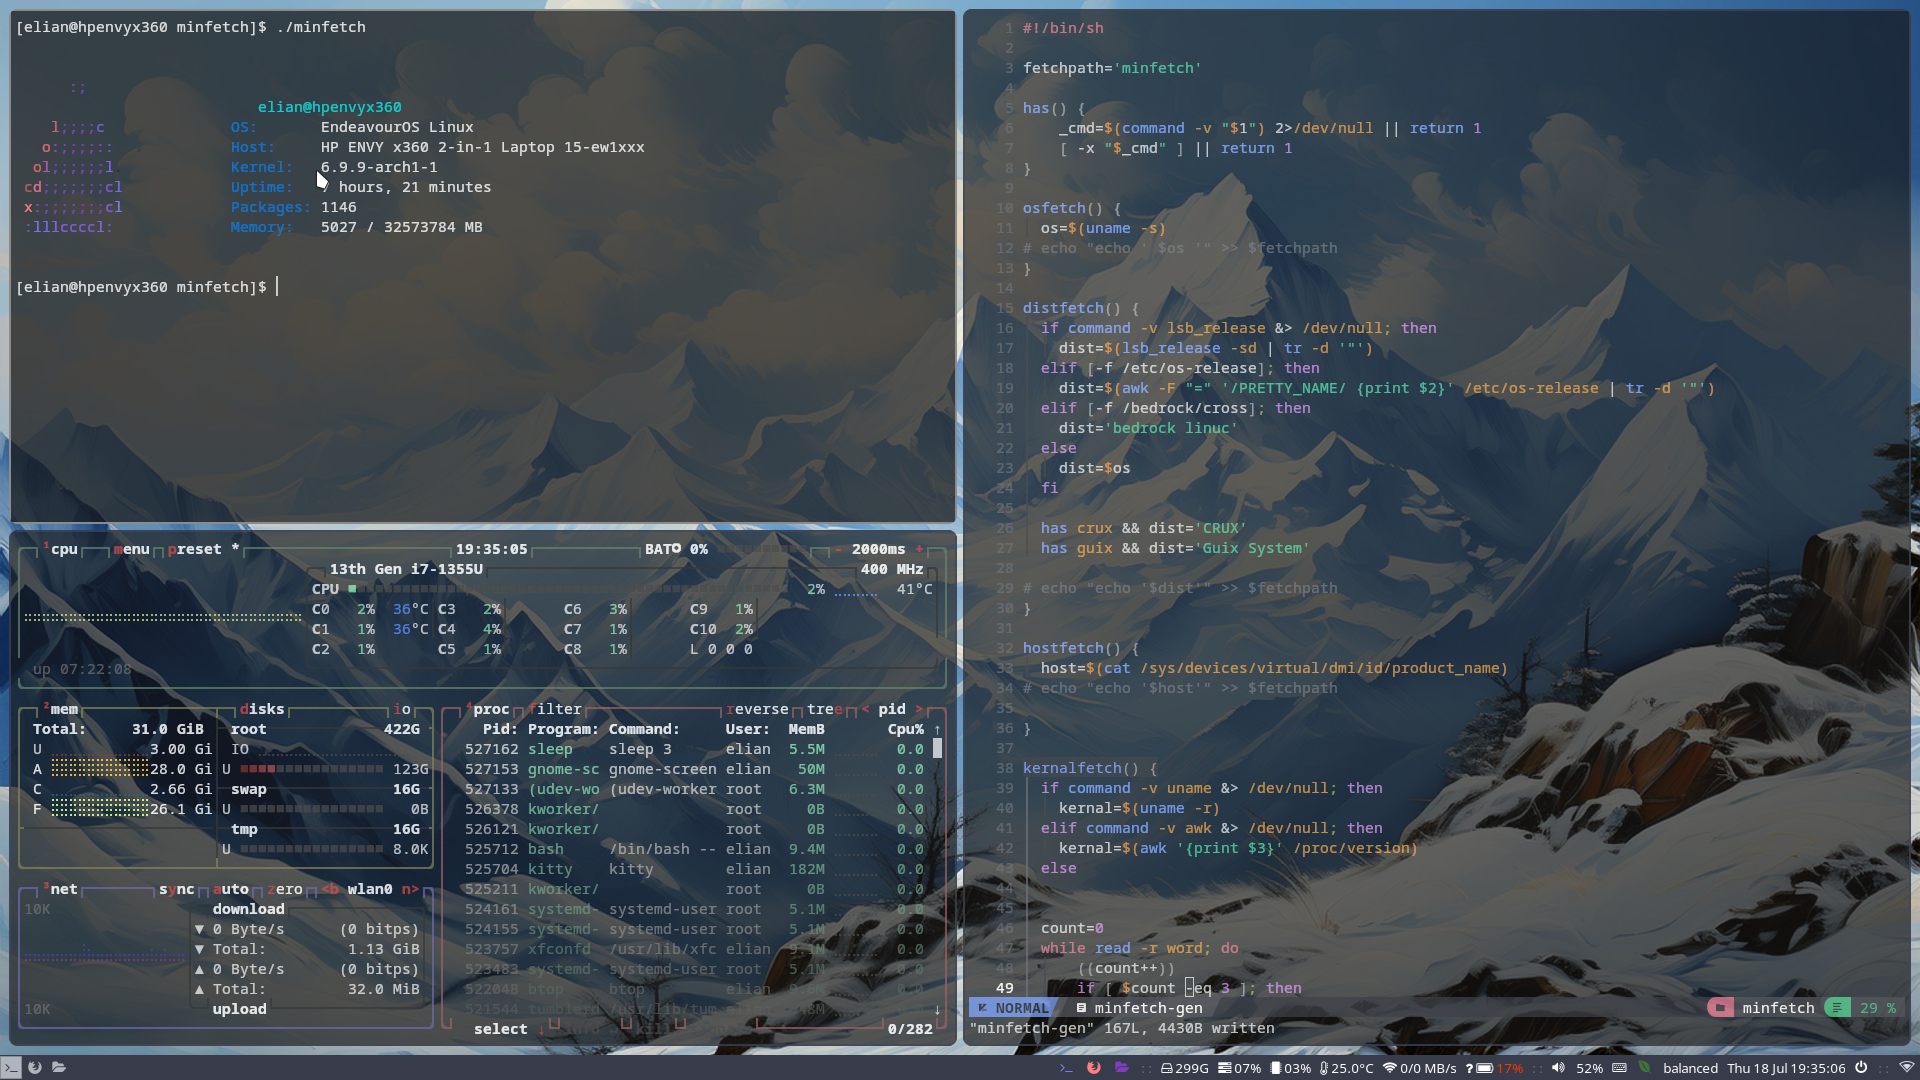 [elian@hpenvyx360 minfetch]$ ./minfetch
:;
elian@hpenvyx360
l;;;;c OS: EndeavourOS Linux
o:;;;;:: Host: HP ENVY x360 2-in-1 Laptop 15-ew1xxx
ol;;;;;;l. Kernel: 6.9.9-arch1-1
cd;;;;;;;cl Uptime: hours, 21 minutes
x:;;;;;;;cl Packages: 1146
:lllccccl: Memory: 5027 / 32573784 MB
[elian@hpenvyx360 minfetch]$
¹cpu menu preset * 19:35:05 BAT 0% - 2000ms +
13th Gen i7-1355U 400 MHz
CPU 2% 41°C
C0 2% 36°C C3 2% C6 3% C9 1%
C1 1% 36°C C4 4% C7 1% C10 2%
C2 1% C5 1% C8 1% L 0 0 0
up 07:22:08
²mem disks io
Total: 31.0 GiB root 422G
U 3.00 Gi IO
A 28.0 Gi U 123G
C 2.66 Gi swap 16G
F 26.1 Gi U 0B
tmp 16G
U 8.0K
³net sync auto zero <b wlan0 n>
10K download
▼ 0 Byte/s (0 bitps)
▼ Total: 1.13 GiB
▲ 0 Byte/s (0 bitps)
▲ Total: 32.0 MiB
10K upload
⁴proc filter reverse tree < pid >
Pid: Program: Command: User: MemB Cpu% ↑
527162 sleep sleep 3 elian 5.5M 0.0
527153 gnome-sc gnome-screen elian 50M 0.0
527133 (udev-wo (udev-worker root 6.3M 0.0
526378 kworker/ root 0B 0.0
526121 kworker/ root 0B 0.0
525712 bash /bin/bash -- elian 9.4M 0.0
525704 kitty kitty elian 182M 0.0
525211 kworker/ root 0B 0.0
524161 systemd- systemd-user root 5.1M 0.0
524155 systemd- systemd-user root 5.1M 0.0
523757 xfconfd /usr/lib/xfc elian 0.0
523483 systemd- systemd-user root 5.1M 0.0
522048 btop btop elian 0.0
521544 tumblerd /usr/lib/tum 0.0 ↓
select ↓ info kill 0/282
1 #!/bin/sh
2
3 fetchpath='minfetch'
4
5 has() {
6 _cmd=$(command -v "$1") 2>/dev/null || return 1
7 [ -x "$_cmd" ] || return 1
8 }
9
10 osfetch() {
11 os=$(uname -s)
12 # echo "echo ' $os '" >> $fetchpath
13 }
14
15 distfetch() {
16 if command -v lsb_release &> /dev/null; then
17 dist=$(lsb_release -sd | tr -d '"')
18 elif [-f /etc/os-release]; then
19 dist=$(awk -F "=" '/PRETTY_NAME/ {print $2}' /etc/os-release | tr -d '"')
20 elif [-f /bedrock/cross]; then
21 dist='bedrock linuc'
22 else
23 dist=$os
24 fi
25
26 has crux && dist='CRUX'
27 has guix && dist='Guix System'
28
29 # echo "echo '$dist'" >> $fetchpath
30 }
31
32 hostfetch() {
33 host=$(cat /sys/devices/virtual/dmi/id/product_name)
34 # echo "echo '$host'" >> $fetchpath
35
36 }
37
38 kernalfetch() {
39 if command -v uname &> /dev/null; then
40 kernal=$(uname -r)
41 elif command -v awk &> /dev/null; then
42 kernal=$(awk '{print $3}' /proc/version)
43 else
44
45
46 count=0
47 while read -r word; do
48 ((count++))
49 if [ $count -eq 3 ]; then
NORMAL minfetch-gen minfetch 29 %
"minfetch-gen" 167L, 4430B written
299G 07% 03% 25.0°C 0/0 MB/s ? 17% 52% balanced Thu 18 Jul 19:35:06